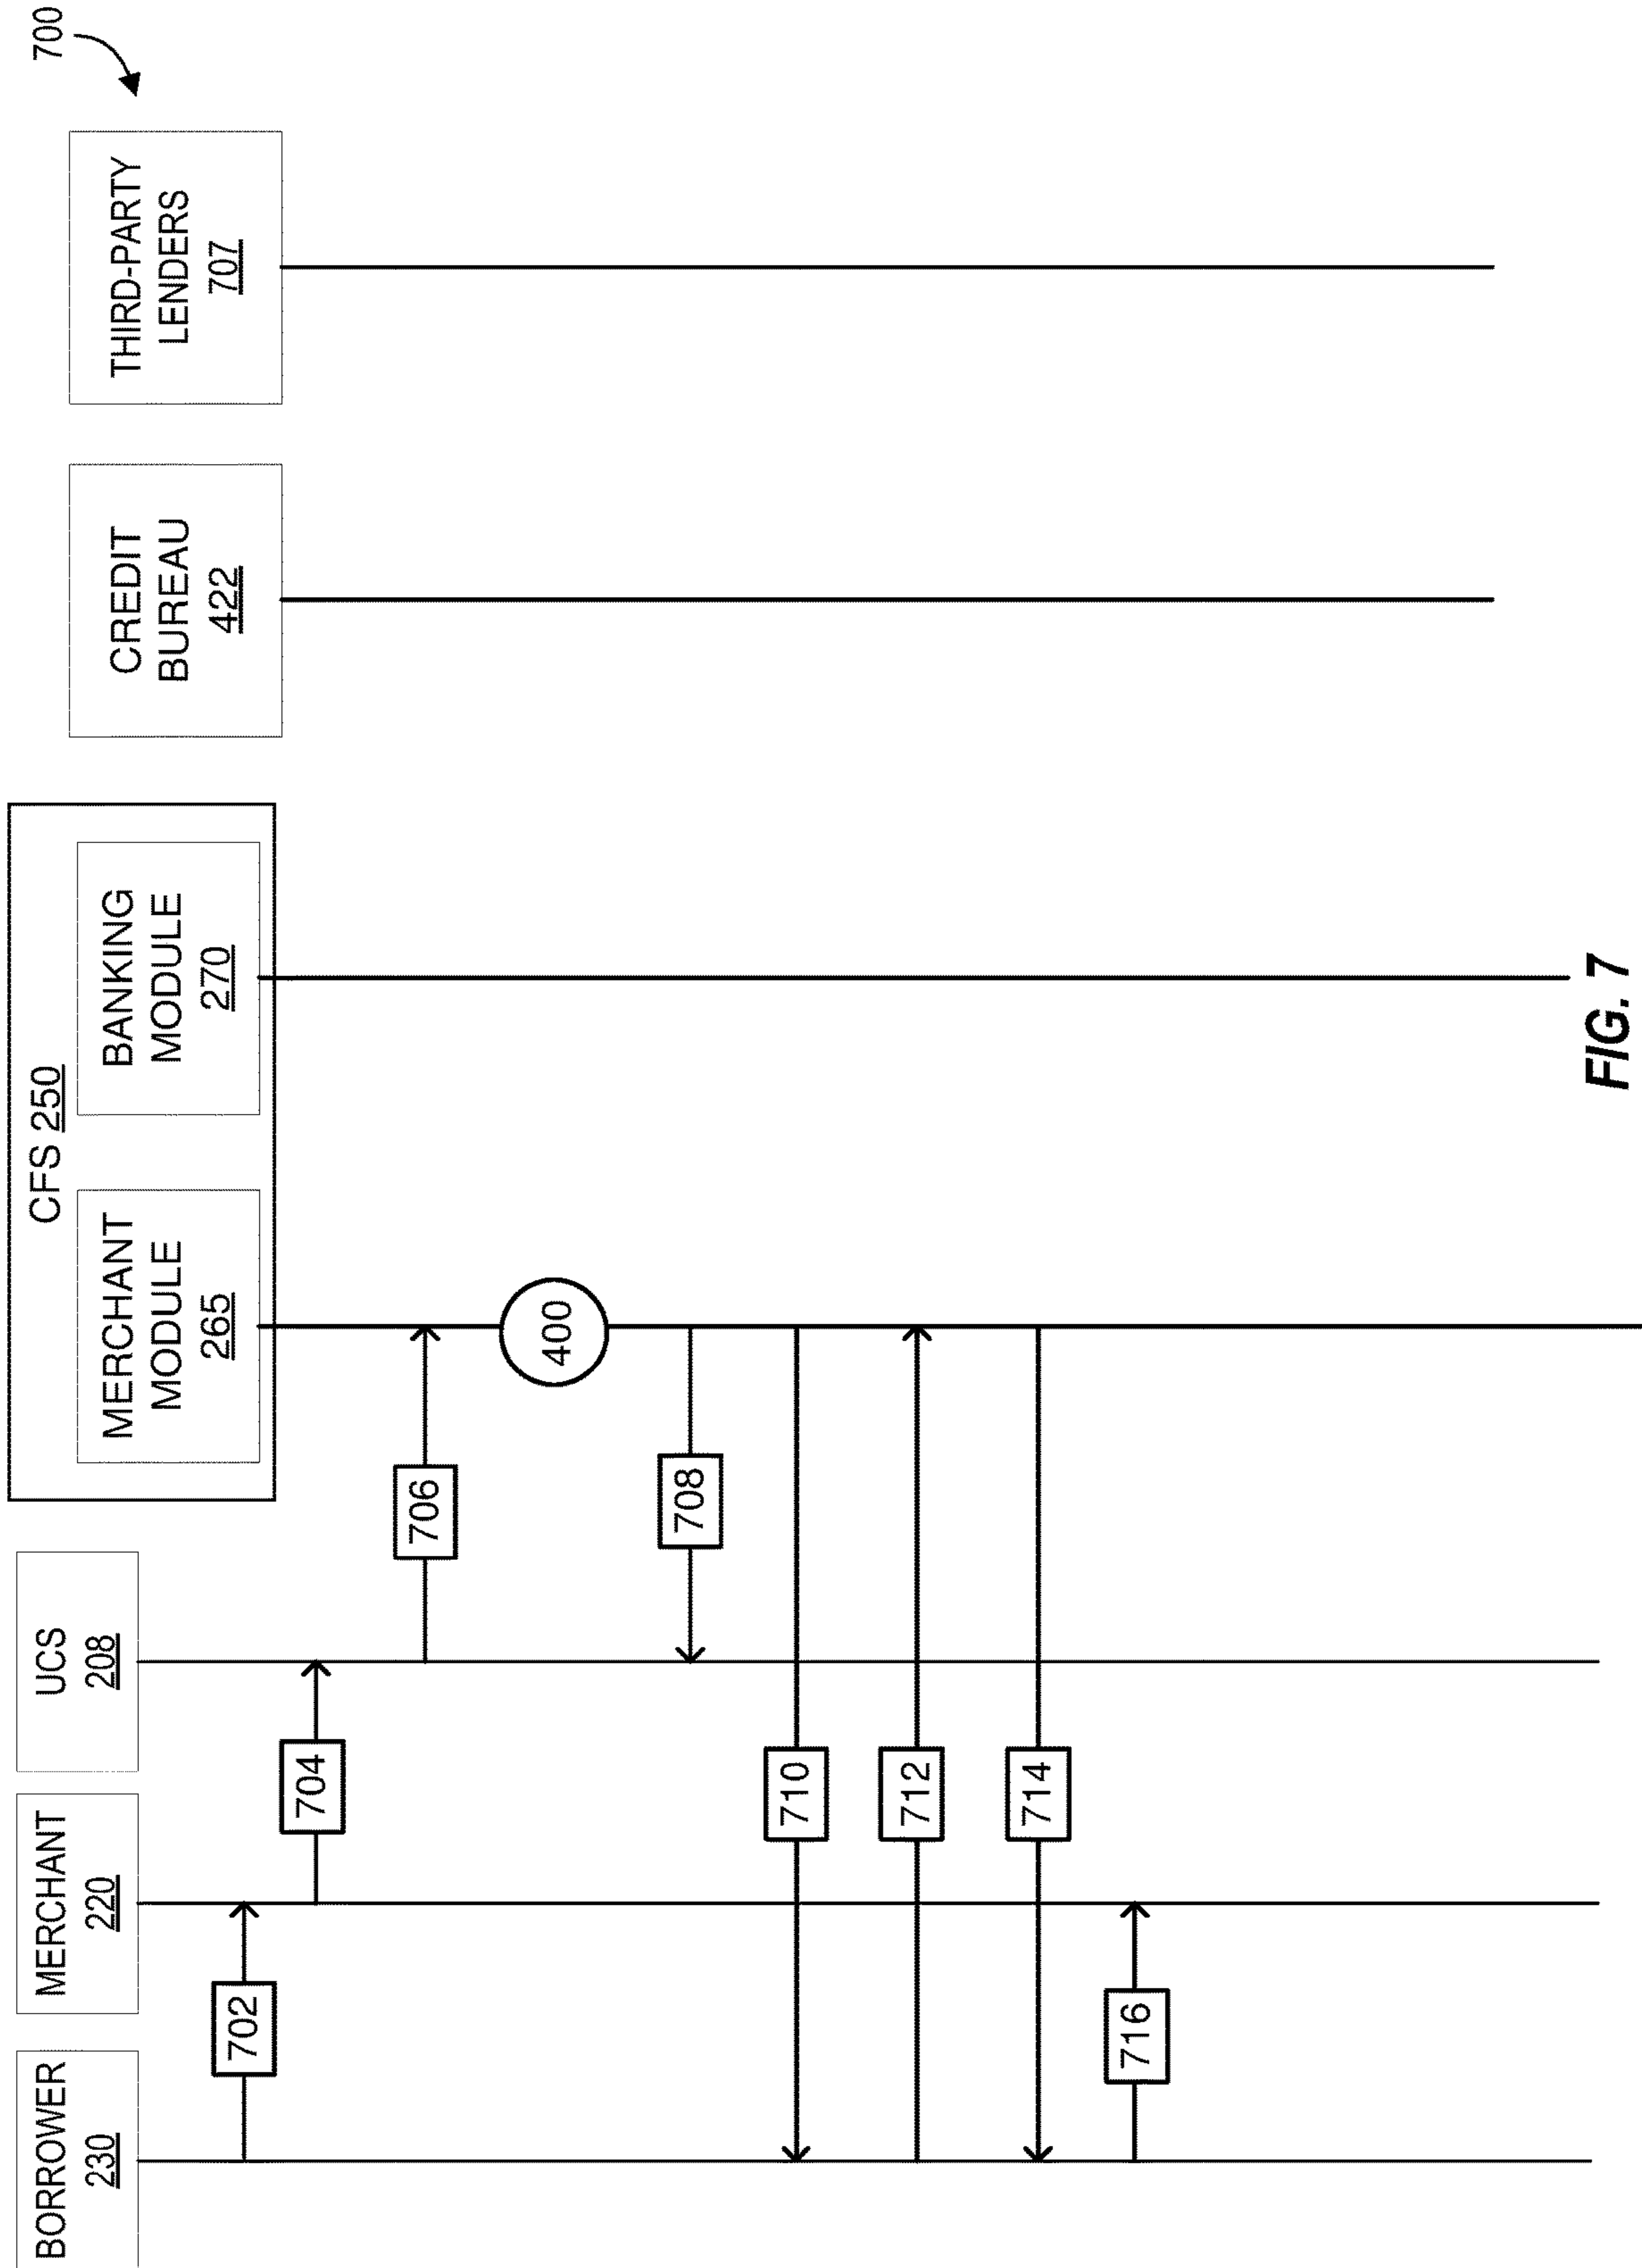 700
BORROWER
230
MERCHANT
220
UCS
208
CFS 250
MERCHANT
MODULE
265
BANKING
MODULE
270
CREDIT
BUREAU
422
THIRD-PARTY
LENDERS
707
702
704
706
400
708
710
712
714
716
FIG. 7